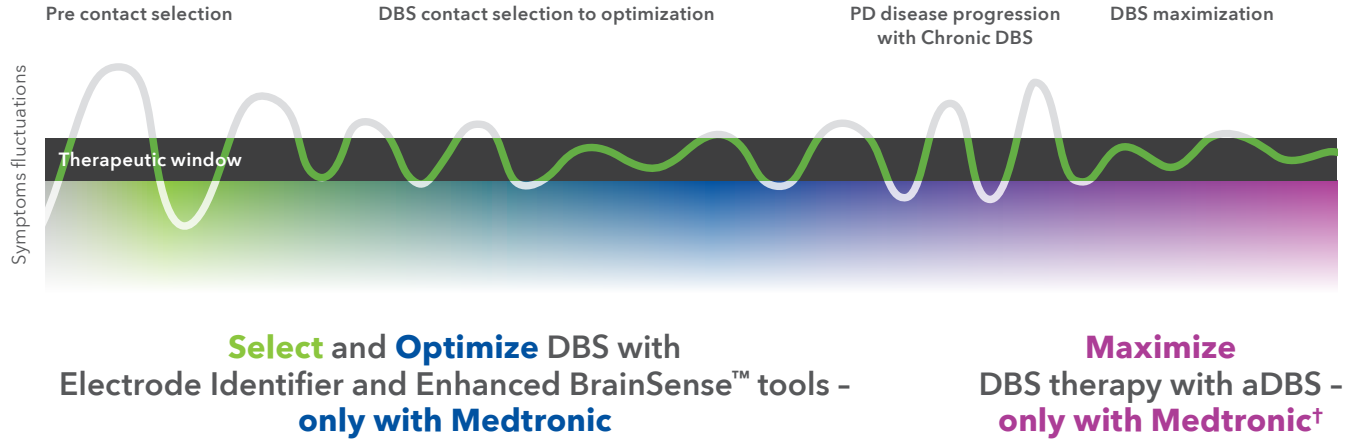 Pre contact selection
DBS contact selection to optimization
PD disease progression
with Chronic DBS
DBS maximization
Symptoms fluctuations
Therapeutic window
Select and Optimize DBS with
Electrode Identifier and Enhanced BrainSense™ tools –
only with Medtronic
Maximize
DBS therapy with aDBS –
only with Medtronic†